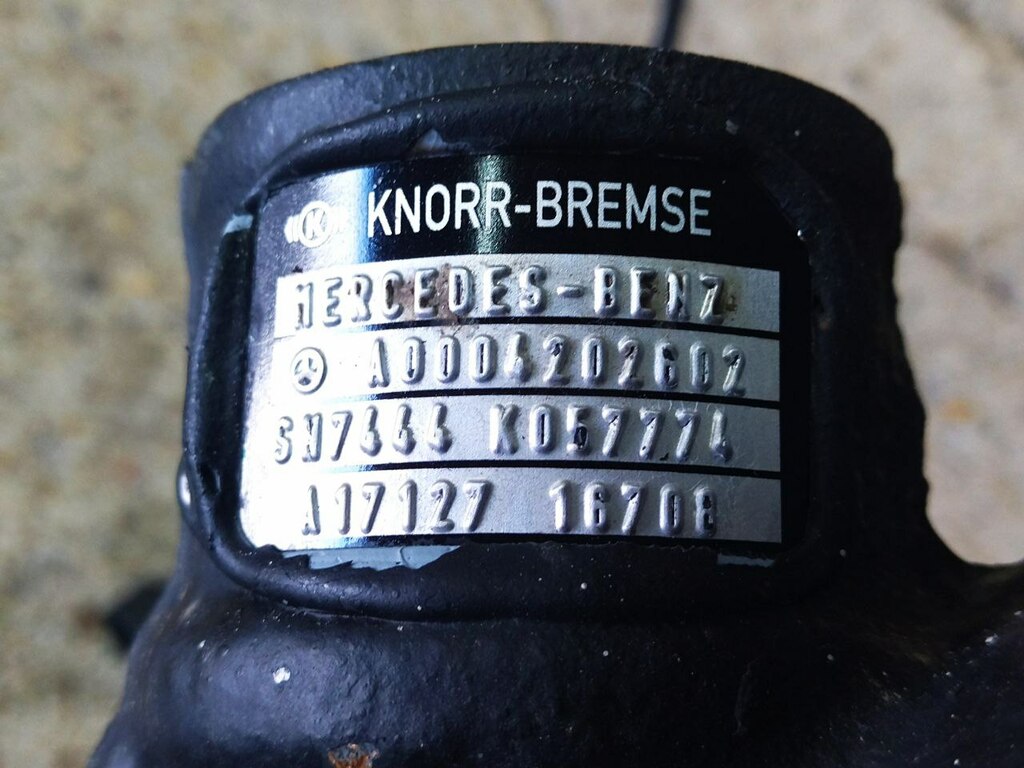 K KNORR-BREMSE
MERCEDES-BENZ
A0004202602
SN7444 K057774
A17127 16708